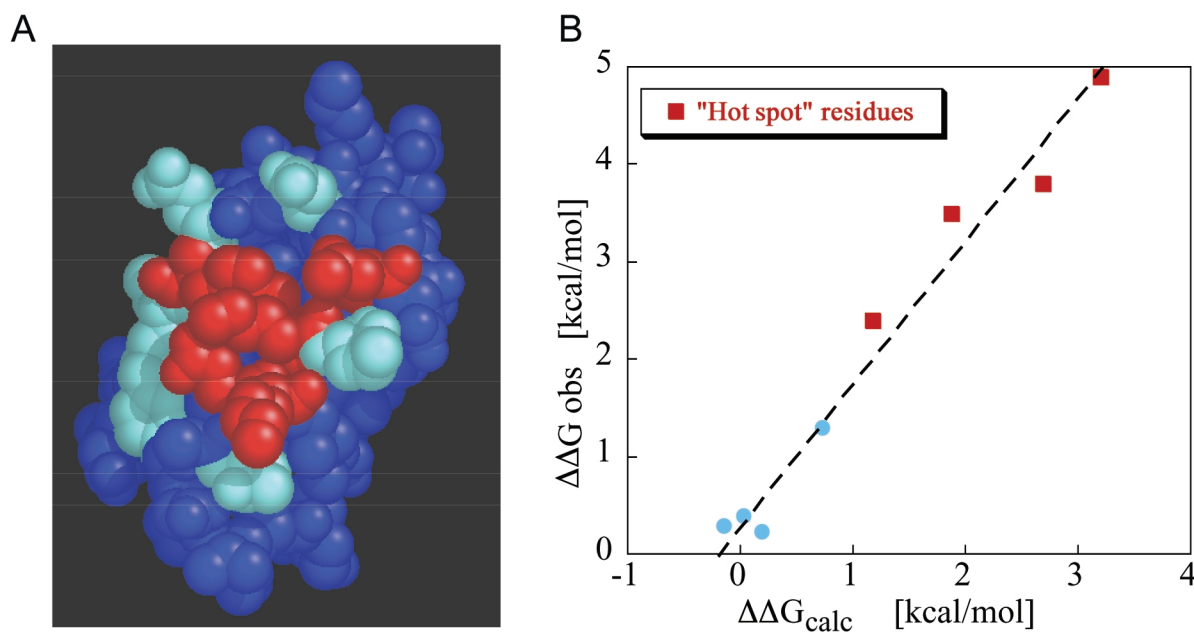 A
B
"Hot spot" residues
5
4
3
2
1
0
ΔΔG obs [kcal/mol]
-1 0 1 2 3 4
ΔΔG_calc [kcal/mol]